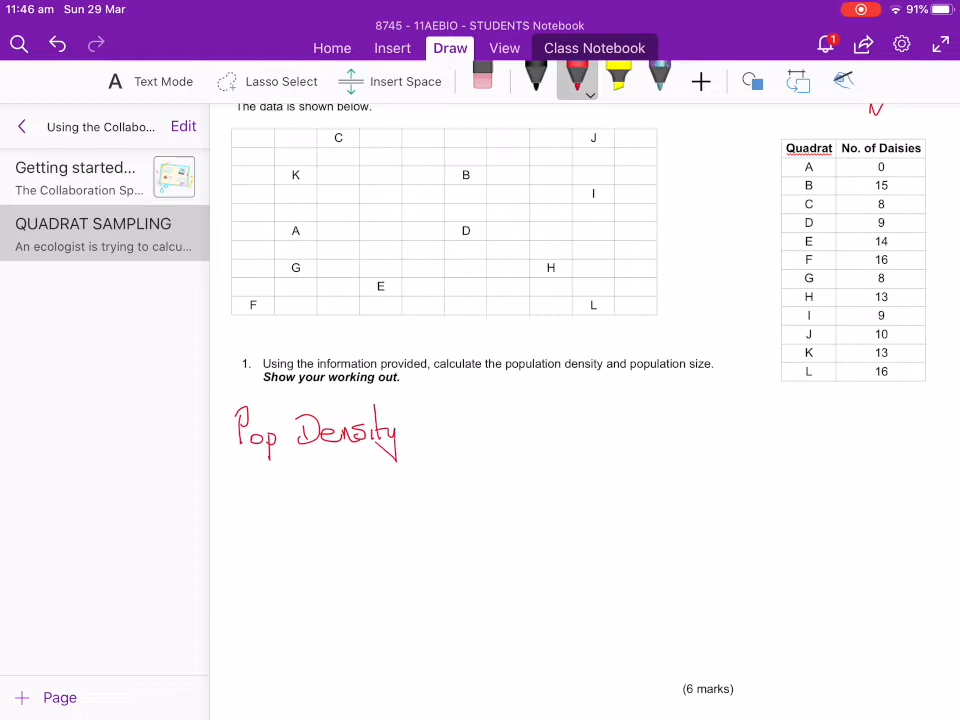 11:46 am Sun 29 Mar
91%
8745 - 11AEBIO - STUDENTS Notebook
Home Insert Draw View Class Notebook
1
A Text Mode Lasso Select Insert Space
Using the Collabo... Edit
Getting started...
The Collaboration Sp...
QUADRAT SAMPLING
An ecologist is trying to calcu...
Page
The data is shown below.
C J
K B
I
A D
G H
E
F L
N
Quadrat No. of Daisies
A 0
B 15
C 8
D 9
E 14
F 16
G 8
H 13
I 9
J 10
K 13
L 16
1. Using the information provided, calculate the population density and population size.
Show your working out.
Pop Density
(6 marks)